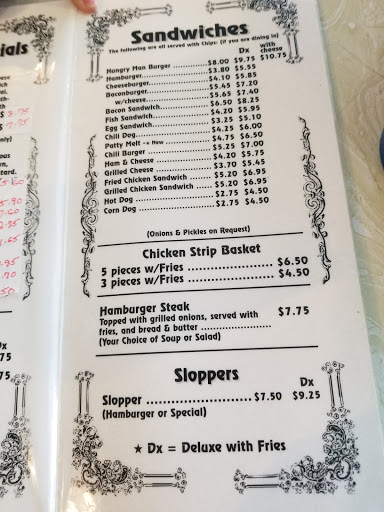 ials
8.75
7.75
only)
Dx
Sandwiches
The following are all served with Chips: (if you are dining in)
Dx with cheese
Hungry Man Burger $8.00 $9.75 $10.75
Hamburger $3.80 $5.55
Cheeseburger $4.10 $5.85
Baconburger $5.45 $7.20
w/cheese $5.65 $7.40
Bacon Sandwich $6.50 $8.25
Fish Sandwich $4.20 $5.95
Egg Sandwich $3.25 $5.10
Chili Dog $4.25 $6.00
Patty Melt -★ New $4.75 $6.50
Chili Burger $5.25 $7.00
Ham & Cheese $4.20 $5.75
Grilled Cheese $3.70 $5.45
Fried Chicken Sandwich $5.20 $6.95
Grilled Chicken Sandwich $5.20 $6.95
Hot Dog $2.75 $4.50
Corn Dog $2.75 $4.50
(Onions & Pickles on Request)
Chicken Strip Basket
5 pieces w/Fries $6.50
3 pieces w/Fries $4.50
Hamburger Steak $7.75
Topped with grilled onions, served with
fries, and bread & butter
(Your Choice of Soup or Salad)
Sloppers
Dx
Slopper $7.50 $9.25
(Hamburger or Special)
★ Dx = Deluxe with Fries